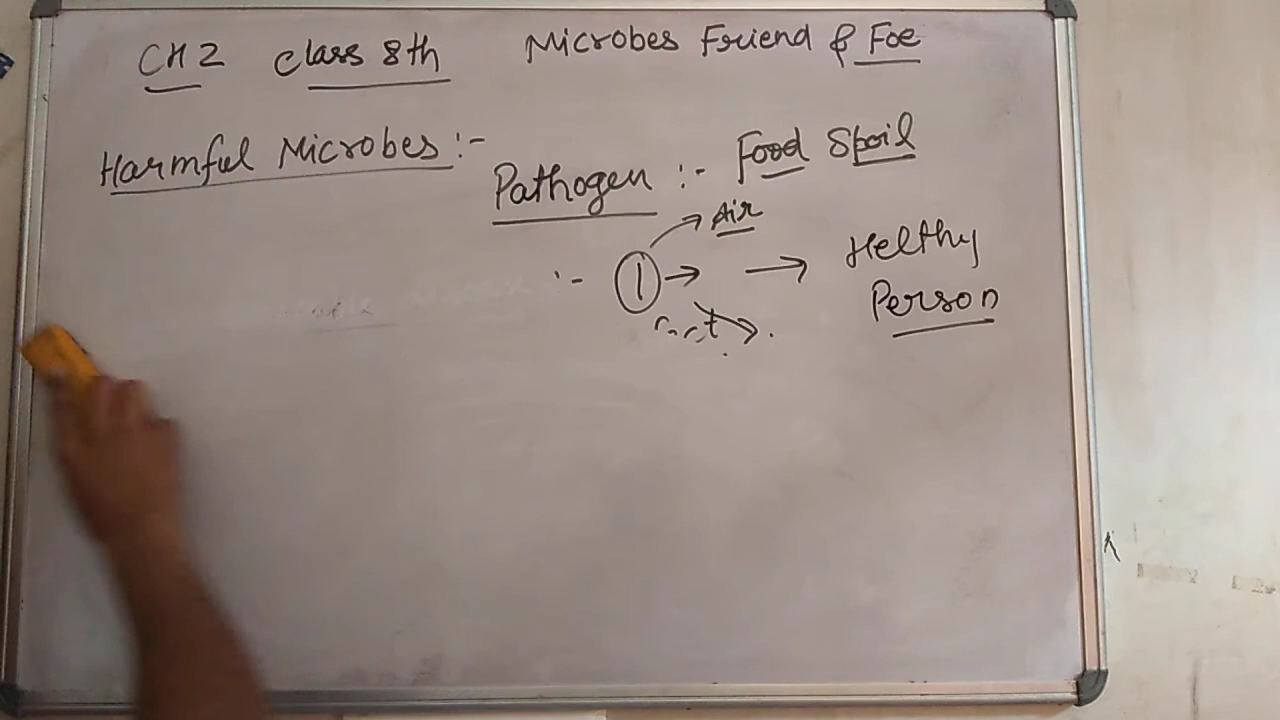 CH 2 Class 8th Microbes Friend & Foe
Harmful Microbes :-
Pathogen :- Food Spoil
Air
:- 1 → → Helthy
Person